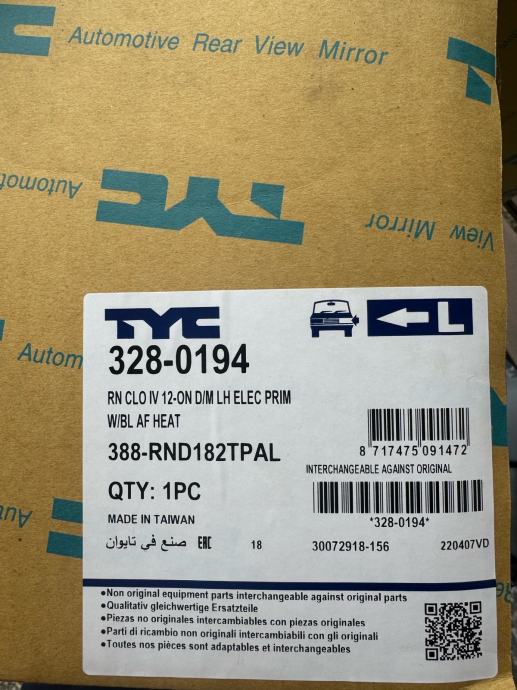 Automotive Rear View Mirror
Automotiv
TYC
View Mirror
Autom
Aut
TYC
L
328-0194
RN CLO IV 12-ON D/M LH ELEC PRIM
W/BL AF HEAT
388-RND182TPAL
8 717475 091472
INTERCHANGEABLE AGAINST ORIGINAL
QTY: 1PC
*328-0194*
MADE IN TAIWAN
صنع في تايوان EAC 18 30072918-156 220407VD
•Non original equipment parts interchangeable against original parts
•Qualitativ gleichwertige Ersatzteile
•Piezas no originales intercambiables con piezas originales
•Parti di ricambio non originali intercambiabili con gli originali
•Toutes nos pièces sont adaptables et interchangeables